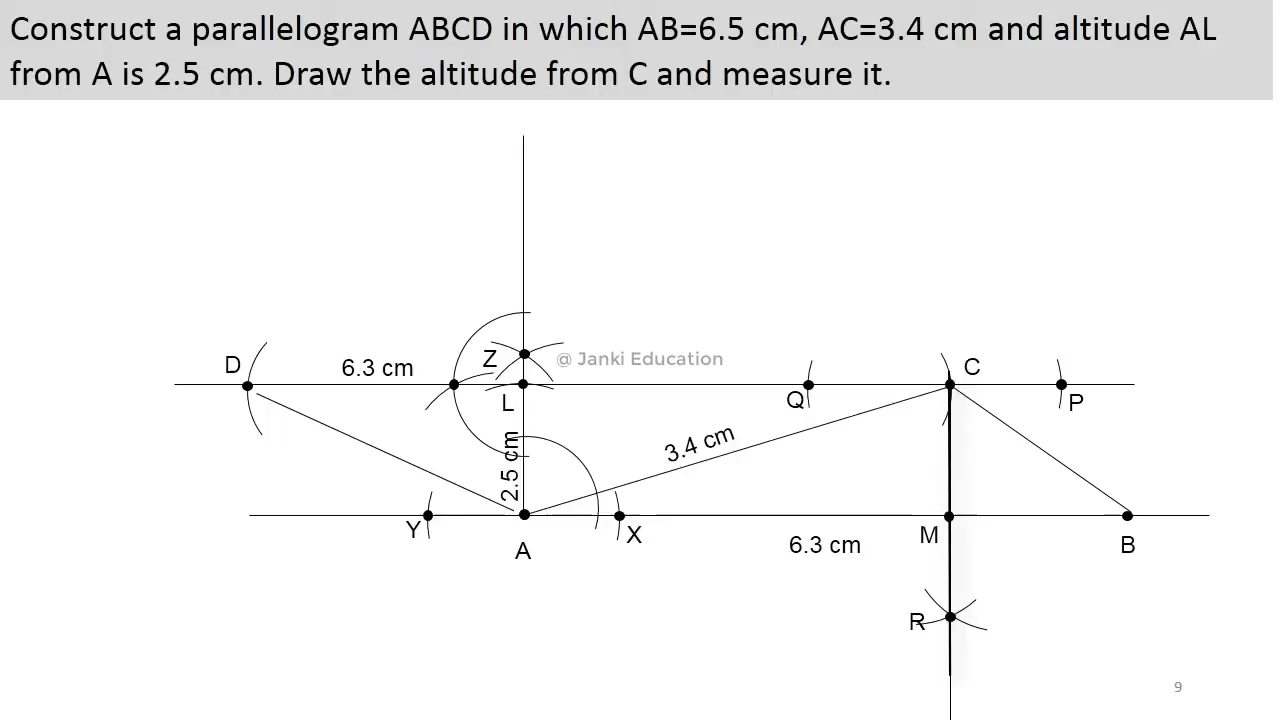 Construct a parallelogram ABCD in which AB=6.5 cm, AC=3.4 cm and altitude AL
from A is 2.5 cm. Draw the altitude from C and measure it.
D
6.3 cm
Z
@ Janki Education
C
L
Q
P
2.5 cm
3.4 cm
Y
A
X
6.3 cm
M
B
R
9